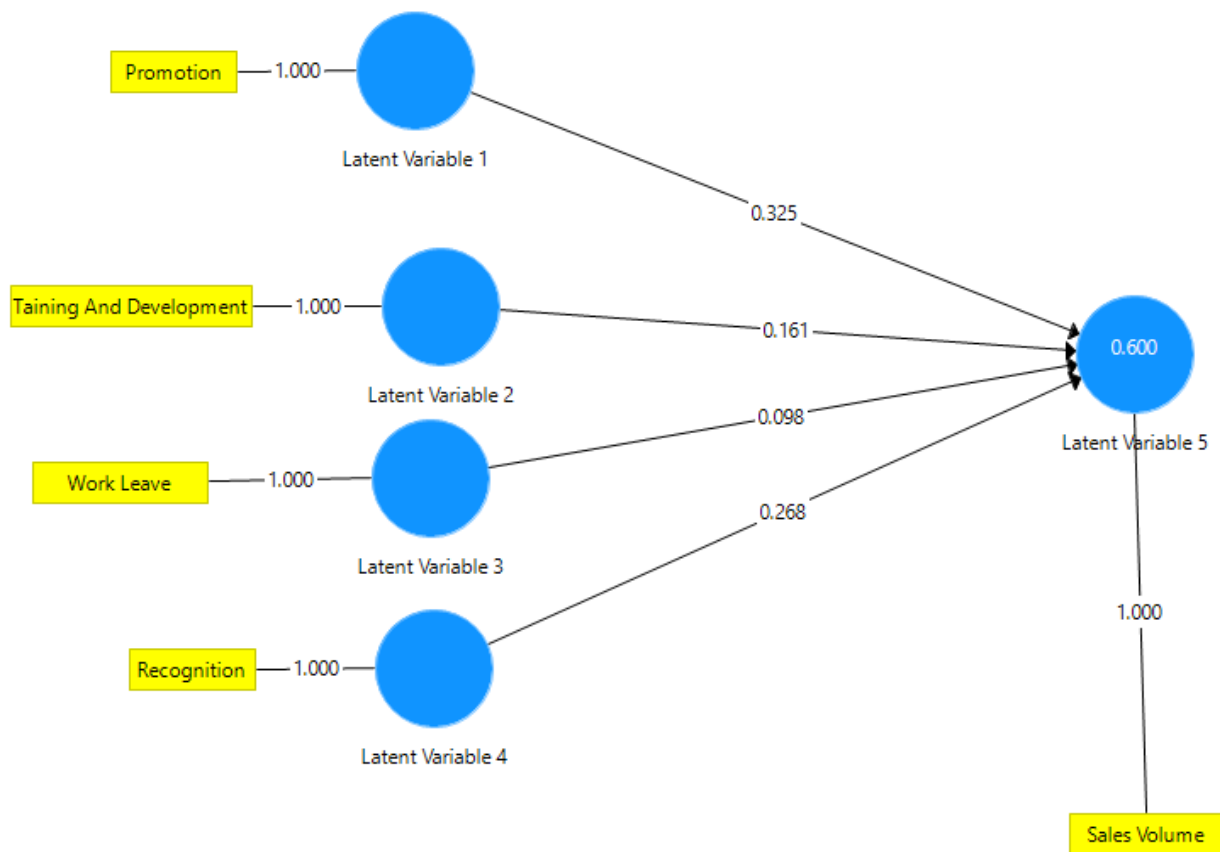 Promotion
1.000
Latent Variable 1
0.325
Taining And Development
1.000
0.161
0.600
Latent Variable 2
0.098
Latent Variable 5
Work Leave
1.000
0.268
Latent Variable 3
1.000
Recognition
1.000
Latent Variable 4
Sales Volume